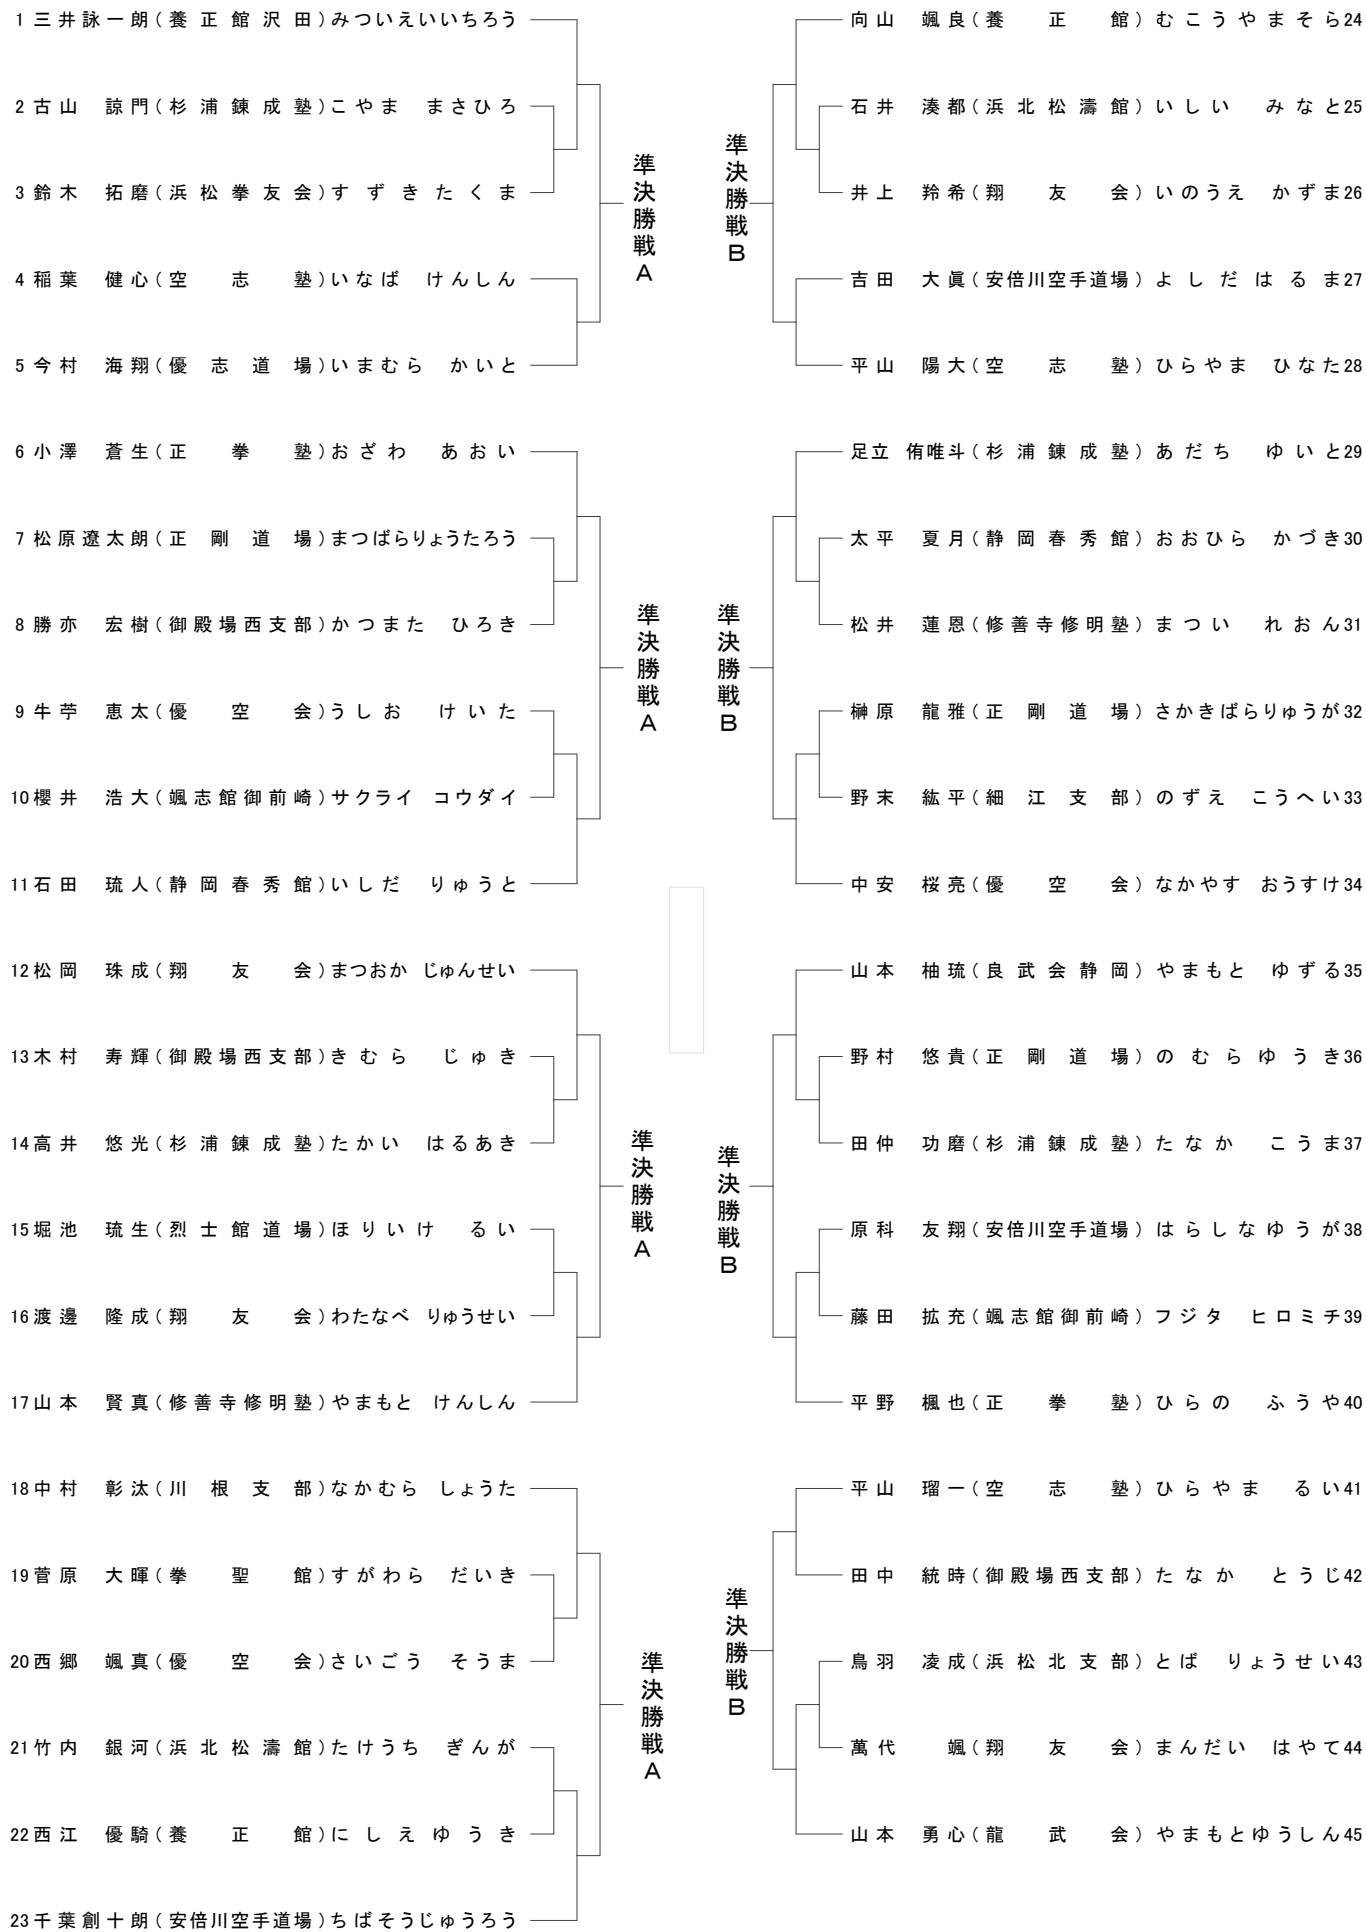 1 三井詠一朗(養正館沢田)みついえいいちろう
2 古山 諒門(杉浦錬成塾)こやま まさひろ
3 鈴木 拓磨(浜松拳友会)すずきたくま
準決勝戦A
4 稲葉 健心(空志塾)いなば けんしん
5 今村 海翔(優志道場)いまむら かいと
6 小澤 蒼生(正拳塾)おざわ あおい
7 松原遼太朗(正剛道場)まつばらりょうたろう
8 勝亦 宏樹(御殿場西支部)かつまた ひろき
準決勝戦A
9 牛苧 恵太(優空会)うしお けいた
10 櫻井 浩大(颯志館御前崎)サクライ コウダイ
11 石田 琉人(静岡春秀館)いしだ りゅうと
12 松岡 珠成(翔友会)まつおか じゅんせい
13 木村 寿輝(御殿場西支部)きむら じゅき
14 高井 悠光(杉浦錬成塾)たかい はるあき
準決勝戦A
15 堀池 琉生(烈士館道場)ほりいけ るい
16 渡邊 隆成(翔友会)わたなべ りゅうせい
17 山本 賢真(修善寺修明塾)やまもと けんしん
18 中村 彰汰(川根支部)なかむら しょうた
19 菅原 大暉(拳聖館)すがわら だいき
20 西郷 颯真(優空会)さいごう そうま
準決勝戦A
21 竹内 銀河(浜北松濤館)たけうち ぎんが
22 西江 優騎(養正館)にしえゆうき
23 千葉創十朗(安倍川空手道場)ちばそうじゅうろう
向山 颯良(養正館)むこうやまそら24
石井 湊都(浜北松濤館)いしい みなと25
準決勝戦B
井上 羚希(翔友会)いのうえ かずま26
吉田 大眞(安倍川空手道場)よしだはるま27
平山 陽大(空志塾)ひらやま ひなた28
足立 侑唯斗(杉浦錬成塾)あだち ゆいと29
太平 夏月(静岡春秀館)おおひら かづき30
松井 蓮恩(修善寺修明塾)まつい れおん31
準決勝戦B
榊原 龍雅(正剛道場)さかきばらりゅうが32
野末 紘平(細江支部)のずえ こうへい33
中安 桜亮(優空会)なかやす おうすけ34
山本 柚琉(良武会静岡)やまもと ゆずる35
野村 悠貴(正剛道場)のむらゆうき36
田仲 功磨(杉浦錬成塾)たなか こうま37
準決勝戦B
原科 友翔(安倍川空手道場)はらしなゆうが38
藤田 拡充(颯志館御前崎)フジタ ヒロミチ39
平野 楓也(正拳塾)ひらの ふうや40
平山 瑠一(空志塾)ひらやま るい41
田中 統時(御殿場西支部)たなか とうじ42
準決勝戦B
鳥羽 凌成(浜松北支部)とば りょうせい43
萬代 颯(翔友会)まんだい はやて44
山本 勇心(龍武会)やまもとゆうしん45